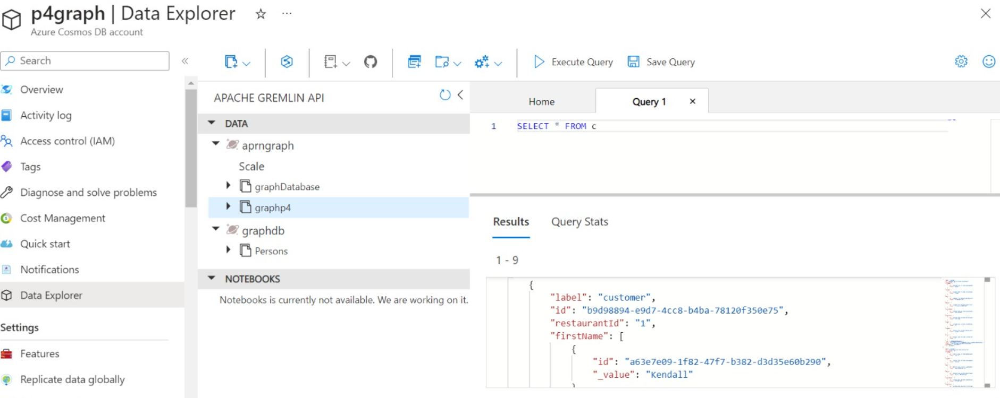 p4graph | Data Explorer
Azure Cosmos DB account
Search
Overview
Activity log
Access control (IAM)
Tags
Diagnose and solve problems
Cost Management
Quick start
Notifications
Data Explorer
Settings
Features
Replicate data globally
Execute Query
Save Query
APACHE GREMLIN API
DATA
aprngraph
Scale
graphDatabase
graphp4
graphdb
Persons
NOTEBOOKS
Notebooks is currently not available. We are working on it.
Home
Query 1
1 SELECT * FROM c
Results
Query Stats
1 - 9
{
"label": "customer",
"id": "b9d98894-e9d7-4cc8-b4ba-78120f350e75",
"restaurantId": "1",
"firstName": [
{
"id": "a63e7e09-1f82-47f7-b382-d3d35e60b290",
"_value": "Kendall"
}